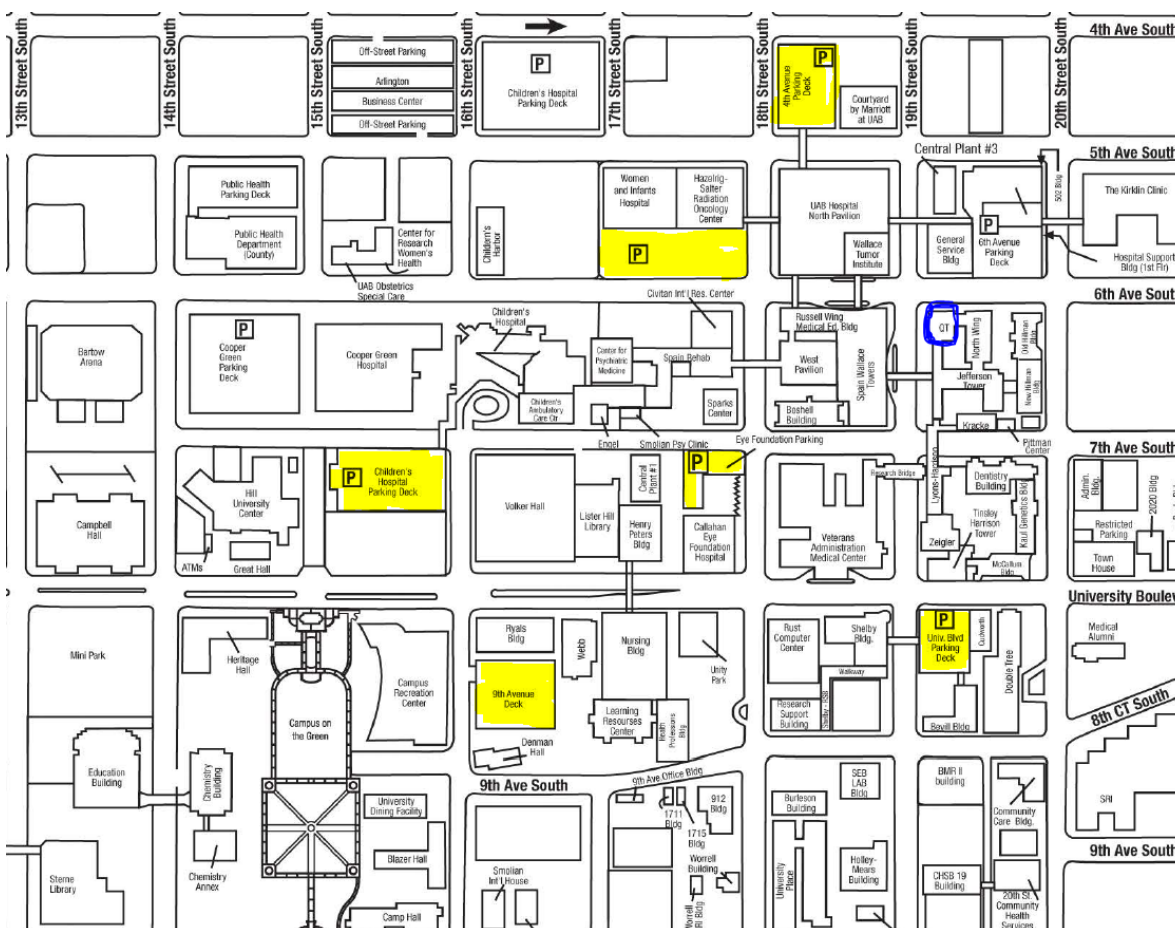 4th Ave South
13th Street South
14th Street South
15th Street South
16th Street South
17th Street South
18th Street South
19th Street South
20th Street South
Off-Street Parking
Arlington
Business Center
Off-Street Parking
P
Children's Hospital
Parking Deck
P
4th Avenue
Parking
Deck
Courtyard
by Marriott
at UAB
5th Ave South
Central Plant #3
502 Bldg
Public Health
Parking Deck
Public Health
Department
(County)
Center for
Research
Women's
Health
UAB Obstetrics
Special Care
Children's
Harbor
Women
and Infants
Hospital
Hazelrig-
Salter
Radiation
Oncology
Center
P
UAB Hospital
North Pavilion
Wallace
Tumor
Institute
General
Service
Bldg
P
6th Avenue
Parking
Deck
The Kirklin Clinic
Hospital Support
Bldg (1st Flr)
6th Ave South
Civitan Int'l Res. Center
Bartow
Arena
P
Cooper
Green
Parking
Deck
Cooper Green
Hospital
Children's
Hospital
Center for
Psychiatric
Medicine
Spain Rehab
Children's
Ambulatory
Care Ctr
Engel
Smolian Psy Clinic
Sparks
Center
Russell Wing
Medical Ed. Bldg
West
Pavilion
Spain Wallace
Towers
Boshell
Building
QT
North Wing
Jefferson
Tower
Old Hillman
Bldg
New Hillman
Bldg
Kracke
Pittman
Center
Eye Foundation Parking
7th Ave South
Campbell
Hall
Hill
University
Center
ATMs
Great Hall
P
Children's
Hospital
Parking Deck
Volker Hall
Lister Hill
Library
Central
Plant #1
Henry
Peters
Bldg
P
Callahan
Eye
Foundation
Hospital
Veterans
Administration
Medical Center
Research Bridge
Lyons-Harrison
Zeigler
Dentistry
Building
Tinsley
Harrison
Tower
Kaul Genetics Bldg
McCallum
Bldg
Admin.
Bldg.
Restricted
Parking
Town
House
2020 Bldg
University Boulev
Mini Park
Heritage
Hall
Campus on
the Green
Campus
Recreation
Center
Ryals
Bldg
9th Avenue
Deck
Webb
Nursing
Bldg
Unity
Park
Learning
Resourses
Center
Health
Professions
Bldg
Denman
Hall
Rust
Computer
Center
Shelby
Bldg.
Walkway
Research
Support
Building
Shelby - RSB
P
Univ. Blvd
Parking
Deck
Cudworth
Double Tree
Bevill Bldg
Medical
Alumni
8th CT South
9th Ave South
Education
Building
Chemistry
Building
Chemistry
Annex
Sterne
Library
University
Dining Facility
Blazer Hall
Camp Hall
Smolian
Int'l House
9th Ave Office Bldg
1711
Bldg
1715
Bldg
912
Bldg
Worrell
Building
Worrell
Bldg
Burleson
Building
SEB
LAB
Bldg
University
Place
Holley-
Mears
Building
BMR II
building
CHSB 19
Building
Community
Care Bldg.
20th St.
Community
Health
Services
SRI
9th Ave South